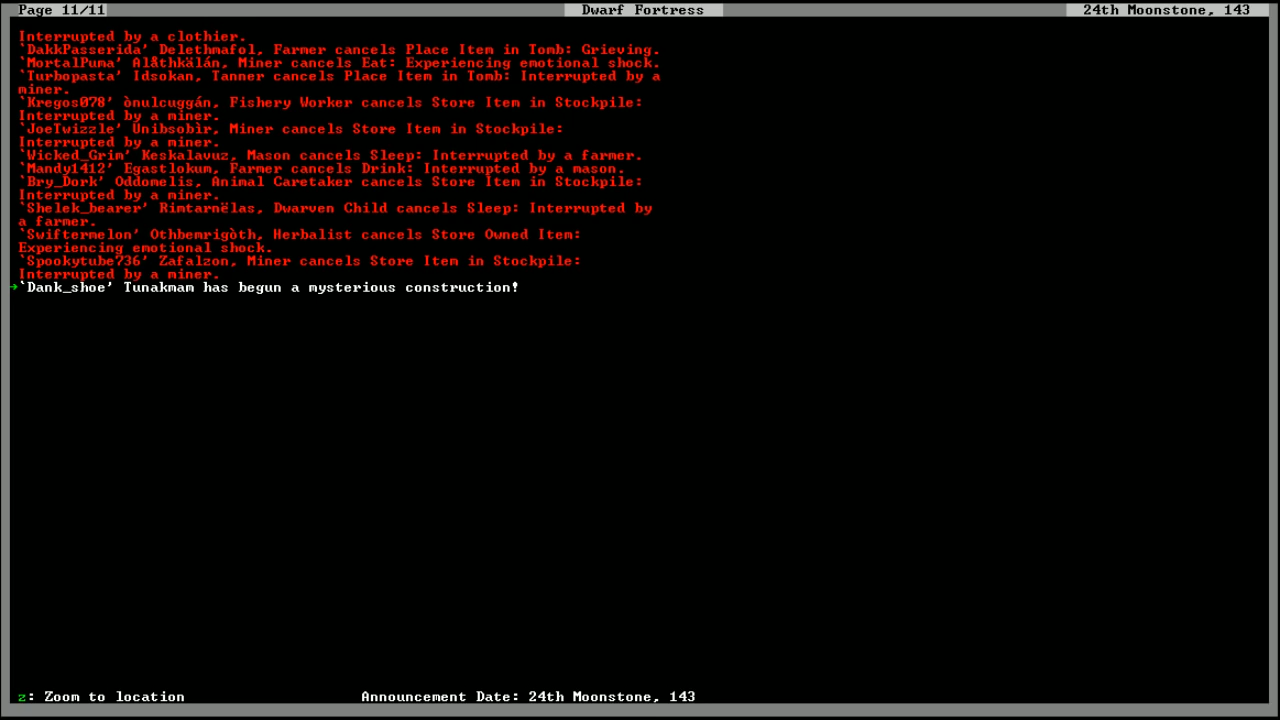 Page 11/11 Dwarf Fortress 24th Moonstone, 143
Interrupted by a clothier.
`DakkPasserida' Delethmafol, Farmer cancels Place Item in Tomb: Grieving.
`MortalPuma' Alåthkälán, Miner cancels Eat: Experiencing emotional shock.
`Turbopasta' Idsokan, Tanner cancels Place Item in Tomb: Interrupted by a
miner.
`Kregos078' ònulcuggán, Fishery Worker cancels Store Item in Stockpile:
Interrupted by a miner.
`JoeTwizzle' Unibsobìr, Miner cancels Store Item in Stockpile:
Interrupted by a miner.
`Wicked_Grim' Keskalavuz, Mason cancels Sleep: Interrupted by a farmer.
`Mandy1412' Egastlokum, Farmer cancels Drink: Interrupted by a mason.
`Bry_Dork' Oddomelis, Animal Caretaker cancels Store Item in Stockpile:
Interrupted by a miner.
`Shelek_bearer' Rimtarnëlas, Dwarven Child cancels Sleep: Interrupted by
a farmer.
`Swiftermelon' Othbemrigòth, Herbalist cancels Store Owned Item:
Experiencing emotional shock.
`Spookytube736' Zafalzon, Miner cancels Store Item in Stockpile:
Interrupted by a miner.
`Dank_shoe' Tunakmam has begun a mysterious construction!
z: Zoom to location Announcement Date: 24th Moonstone, 143